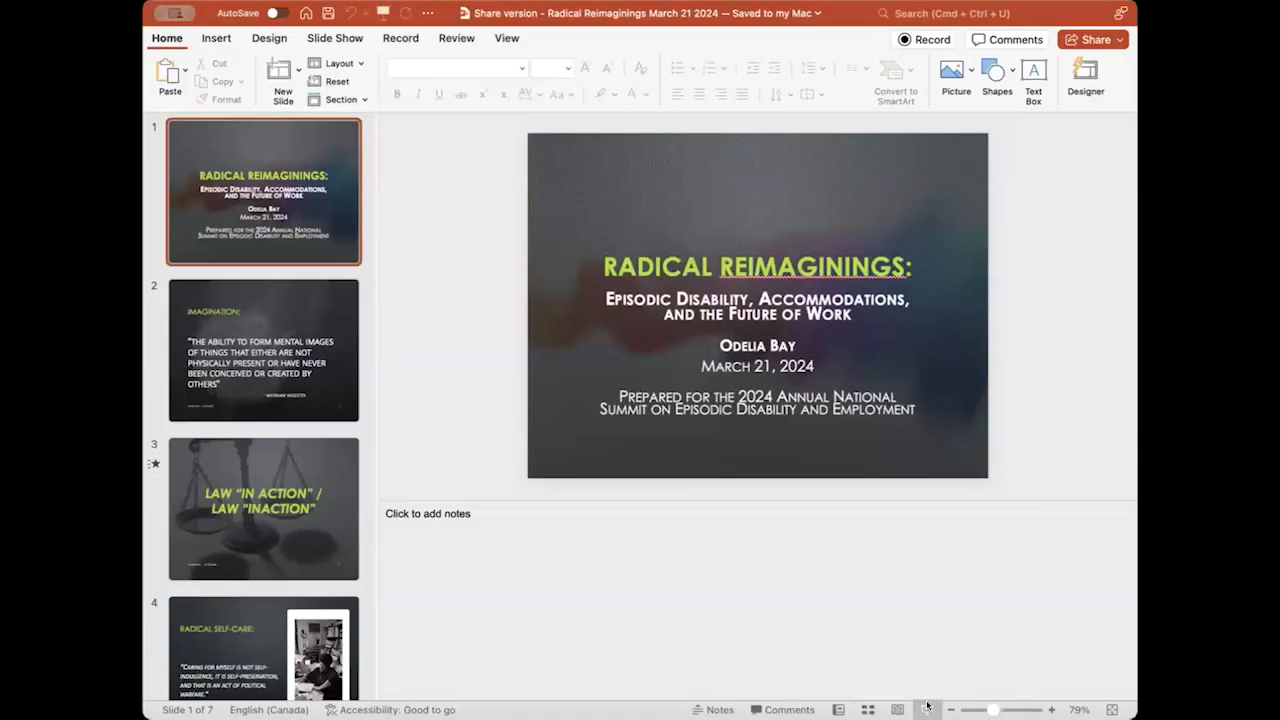 AutoSave
Share version - Radical Reimaginings March 21 2024 — Saved to my Mac
Search (Cmd + Ctrl + U)
Home Insert Design Slide Show Record Review View
Record Comments Share
Paste
Cut
Copy
Format
New
Slide
Layout
Reset
Section
Convert to
SmartArt
Picture
Shapes
Text
Box
Designer
1
RADICAL REIMAGININGS:
Episodic Disability, Accommodations,
and the Future of Work
Odelia Bay
March 21, 2024
Prepared for the 2024 Annual National
Summit on Episodic Disability and Employment
2
IMAGINATION:
"THE ABILITY TO FORM MENTAL IMAGES
OF THINGS THAT EITHER ARE NOT
PHYSICALLY PRESENT OR HAVE NEVER
BEEN CONCEIVED OR CREATED BY
OTHERS"
3
LAW "IN ACTION" /
LAW "INACTION"
4
RADICAL SELF-CARE:
"CARING FOR MYSELF IS NOT SELF-
INDULGENCE, IT IS SELF-PRESERVATION,
AND THAT IS AN ACT OF POLITICAL
WARFARE."
RADICAL REIMAGININGS:
Episodic Disability, Accommodations,
and the Future of Work
Odelia Bay
March 21, 2024
Prepared for the 2024 Annual National
Summit on Episodic Disability and Employment
Click to add notes
Slide 1 of 7 English (Canada) Accessibility: Good to go Notes Comments 79%